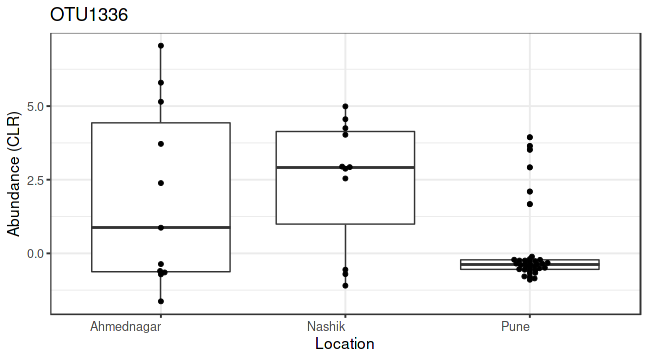 OTU1336
Abundance (CLR)
5.0
2.5
0.0
Ahmednagar
Nashik
Pune
Location